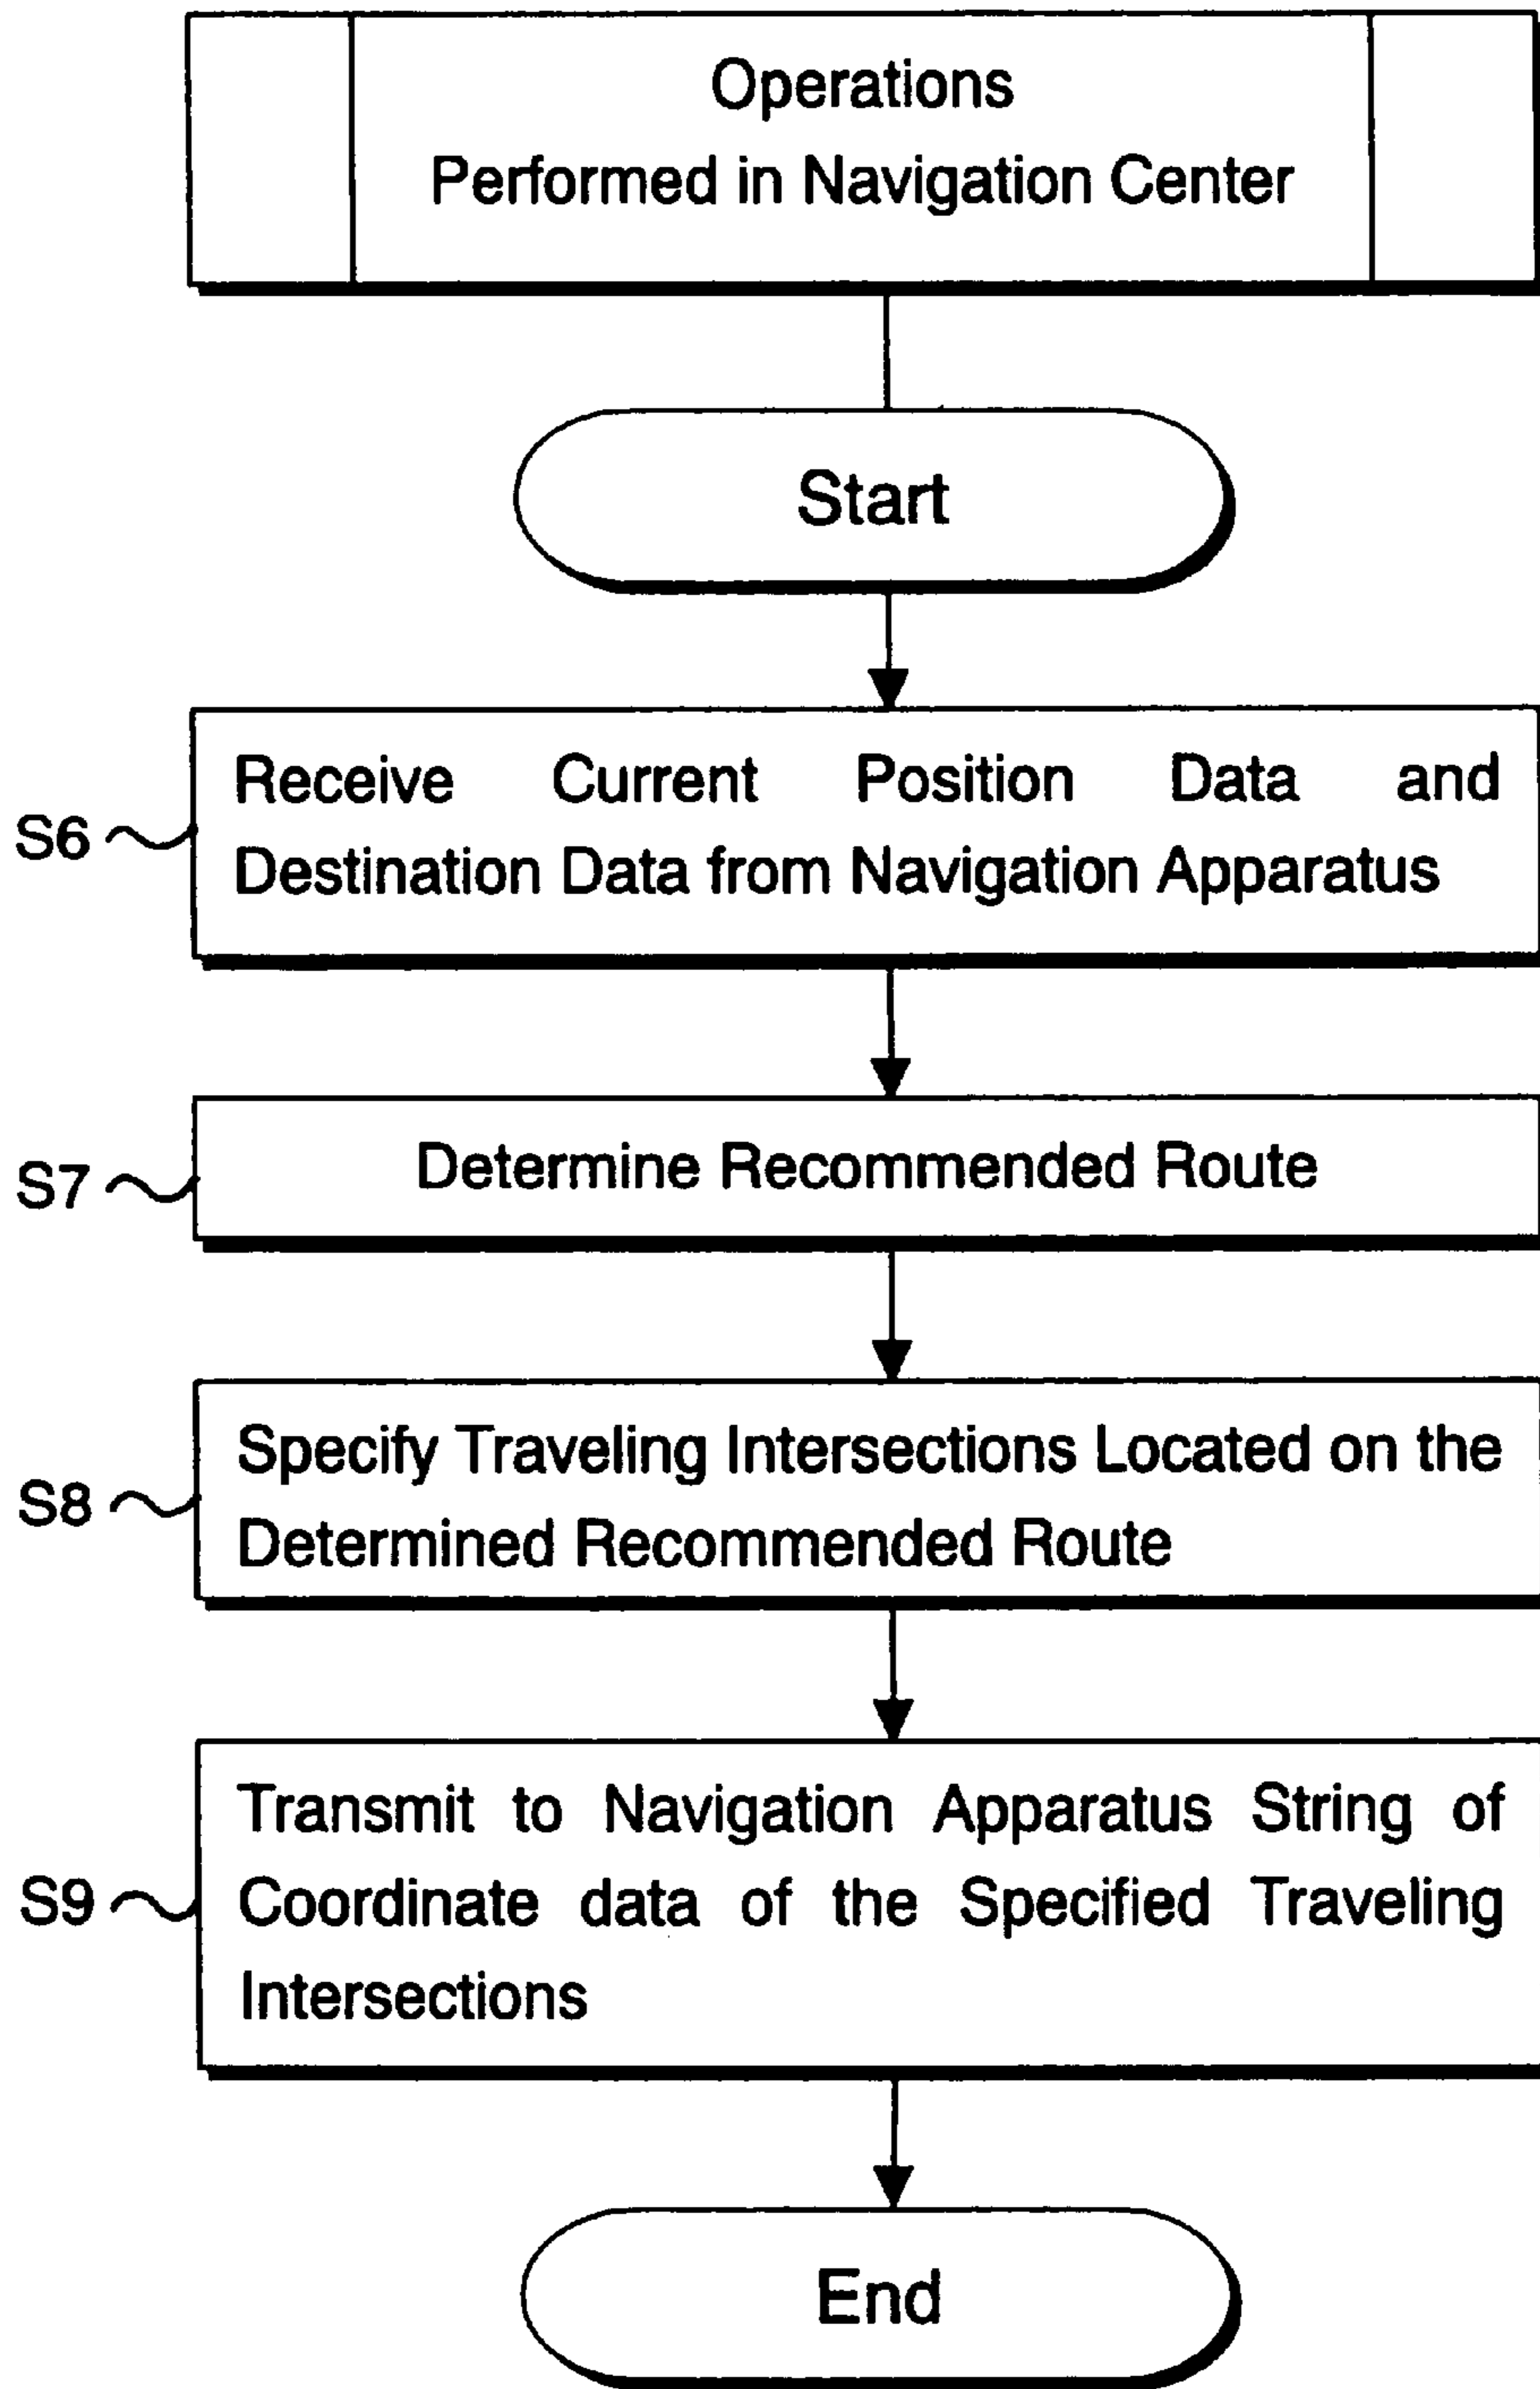 Operations
Performed in Navigation Center
Start
S6
Receive Current Position Data and
Destination Data from Navigation Apparatus
S7
Determine Recommended Route
S8
Specify Traveling Intersections Located on the
Determined Recommended Route
S9
Transmit to Navigation Apparatus String of
Coordinate data of the Specified Traveling
Intersections
End